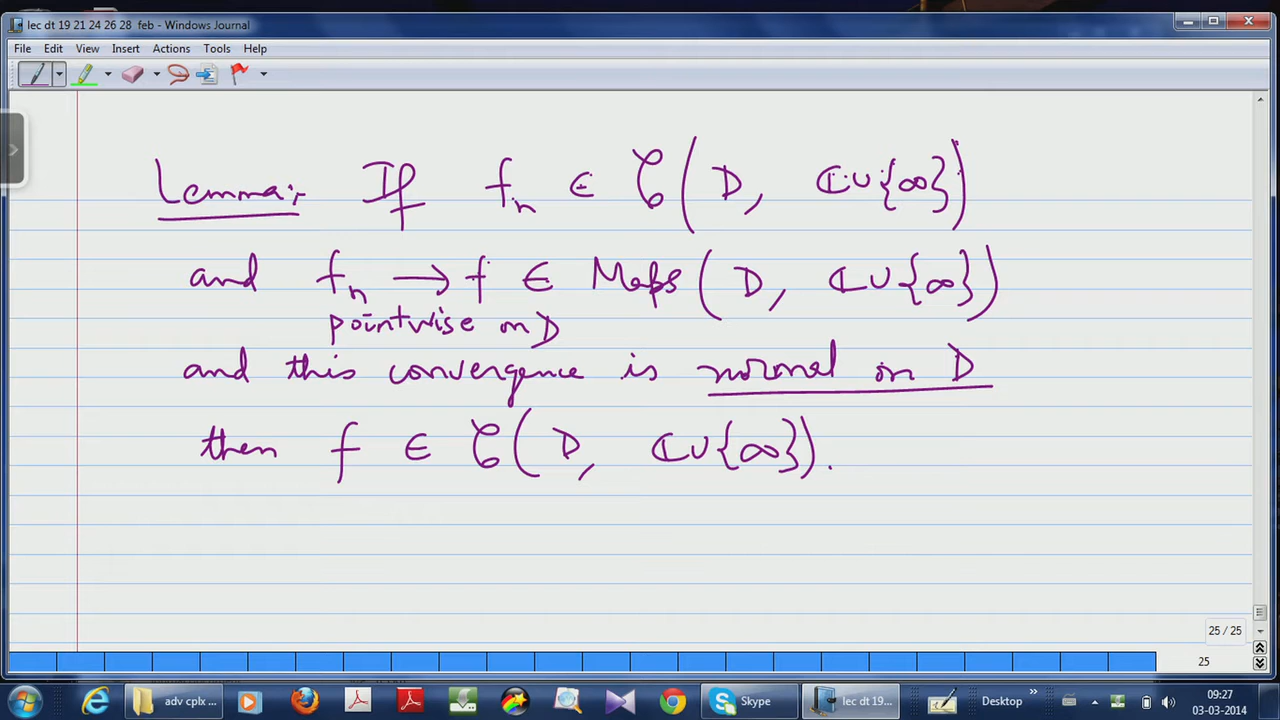 lec dt 19 21 24 26 28 feb - Windows Journal
File Edit View Insert Actions Tools Help
Lemma: If fₙ ∈ 𝒞(D, ℂ∪{∞})
and fₙ → f ∈ Maps(D, ℂ∪{∞})
pointwise on D
and this convergence is normal on D
then f ∈ 𝒞(D, ℂ∪{∞}).
25 / 25
25
adv cplx ...
Skype
lec dt 19...
Desktop
09:27
03-03-2014